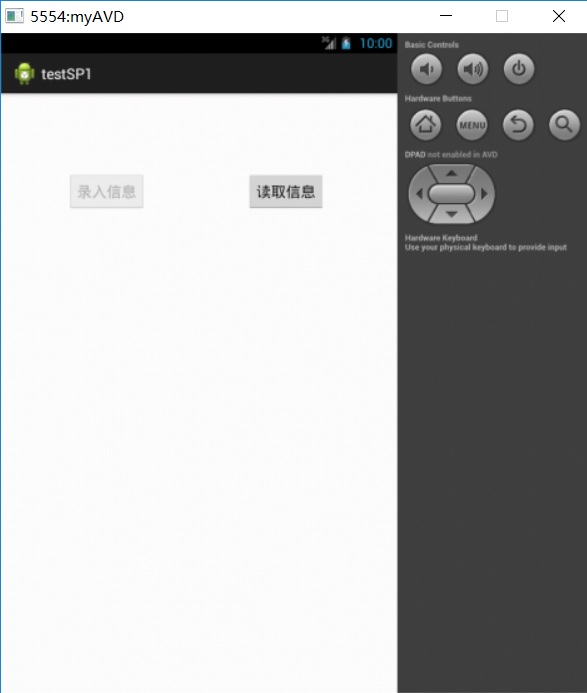 5554:myAVD
3G 10:00
testSP1
录入信息 读取信息
Basic Controls
Hardware Buttons
MENU
DPAD not enabled in AVD
Hardware Keyboard
Use your physical keyboard to provide input